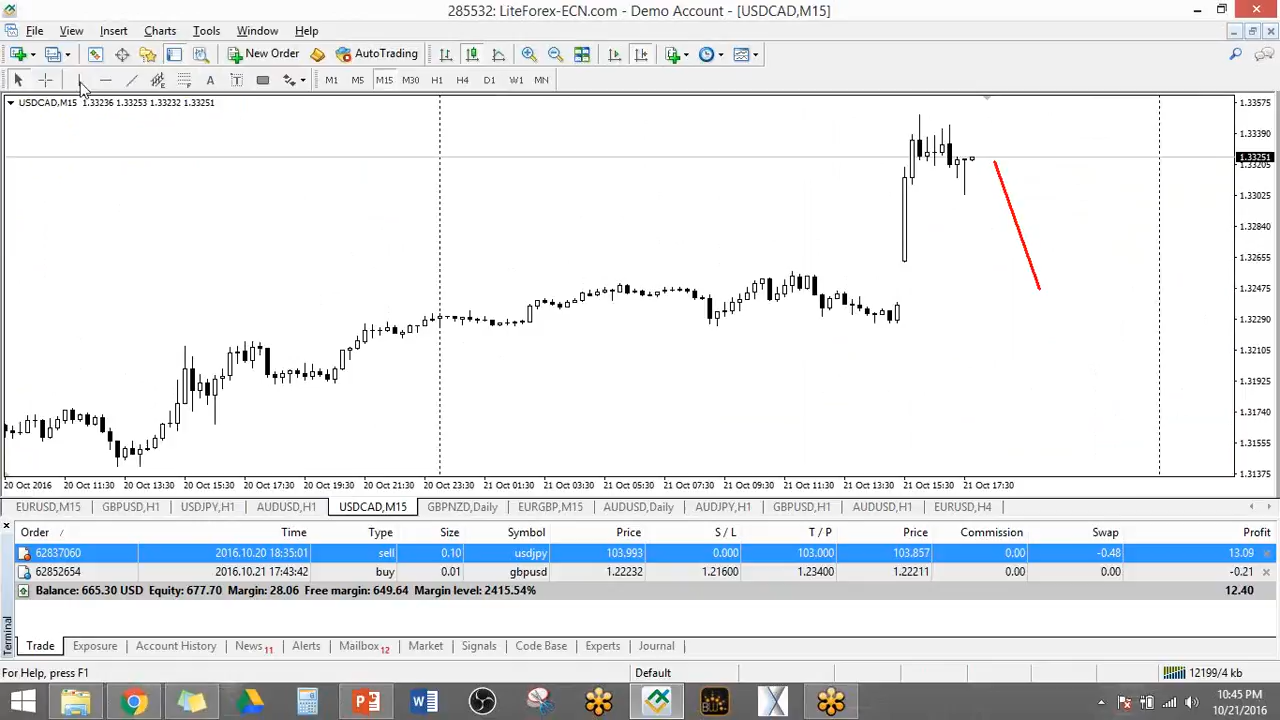 285532: LiteForex-ECN.com - Demo Account - [USDCAD,M15]
File View Insert Charts Tools Window Help
New Order AutoTrading
A T M1 M5 M15 M30 H1 H4 D1 W1 MN
USDCAD,M15 1.33236 1.33253 1.33232 1.33251
1.33575
1.33390
1.33251
1.33205
1.33025
1.32840
1.32655
1.32475
1.32290
1.32105
1.31925
1.31740
1.31555
1.31375
20 Oct 2016 20 Oct 11:30 20 Oct 13:30 20 Oct 15:30 20 Oct 17:30 20 Oct 19:30 20 Oct 21:30 20 Oct 23:30 21 Oct 01:30 21 Oct 03:30 21 Oct 05:30 21 Oct 07:30 21 Oct 09:30 21 Oct 11:30 21 Oct 13:30 21 Oct 15:30 21 Oct 17:30
EURUSD,M15 GBPUSD,H1 USDJPY,H1 AUDUSD,H1 USDCAD,M15 GBPNZD,Daily EURGBP,M15 AUDUSD,Daily AUDJPY,H1 GBPUSD,H1 AUDUSD,H1 EURUSD,H4
Order / Time Type Size Symbol Price S / L T / P Price Commission Swap Profit
62837060 2016.10.20 18:35:01 sell 0.10 usdjpy 103.993 0.000 103.000 103.857 0.00 -0.48 13.09
62852654 2016.10.21 17:43:42 buy 0.01 gbpusd 1.22232 1.21600 1.23400 1.22211 0.00 0.00 -0.21
Balance: 665.30 USD Equity: 677.70 Margin: 28.06 Free margin: 649.64 Margin level: 2415.54% 12.40
Terminal
Trade Exposure Account History News 11 Alerts Mailbox 12 Market Signals Code Base Experts Journal
For Help, press F1 Default 12199/4 kb
10:45 PM
10/21/2016